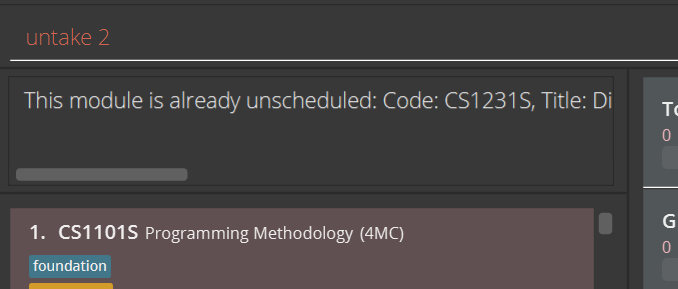 untake 2
This module is already unscheduled: Code: CS1231S, Title: Di
1. CS1101S Programming Methodology (4MC)
foundation
0
G
0